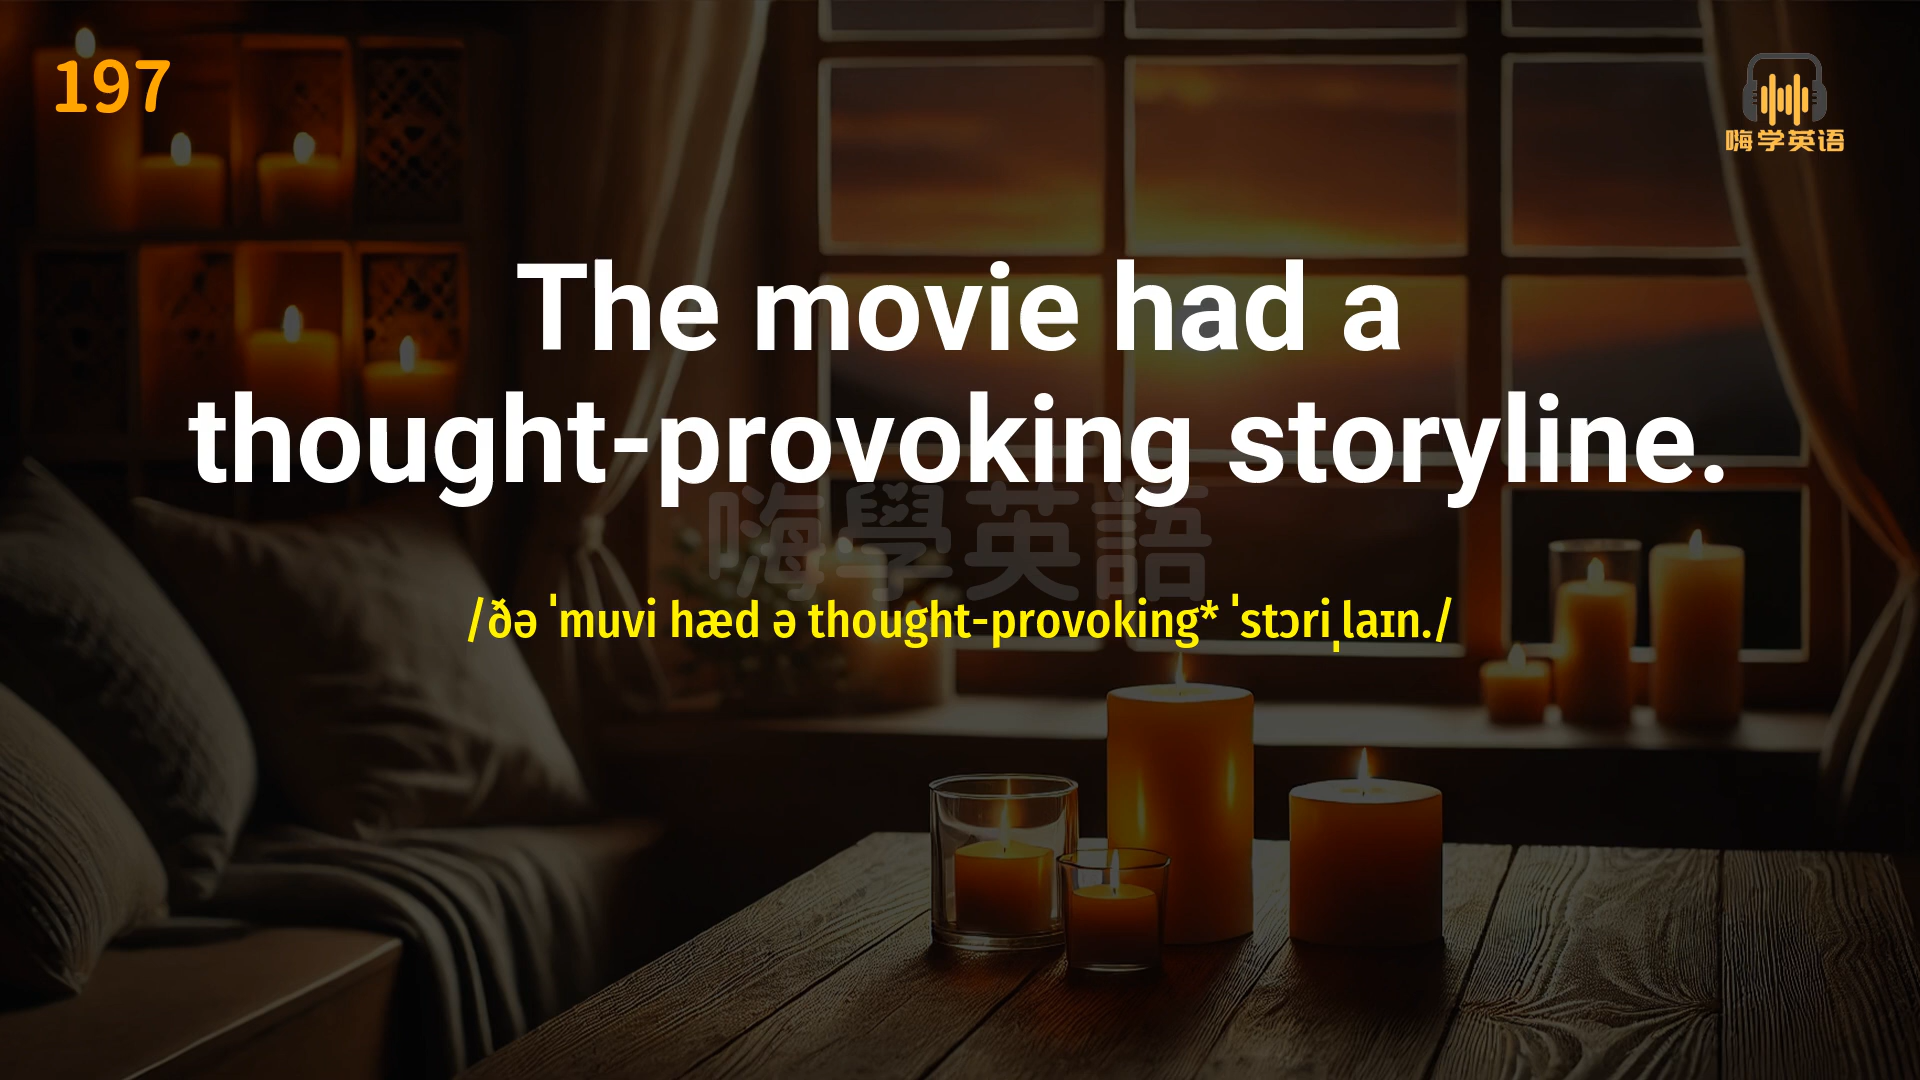 197
嗨学英语
The movie had a
thought-provoking storyline.
嗨學英語
/ðə ˈmuvi hæd ə thought-provoking* ˈstɔriˌlaɪn./